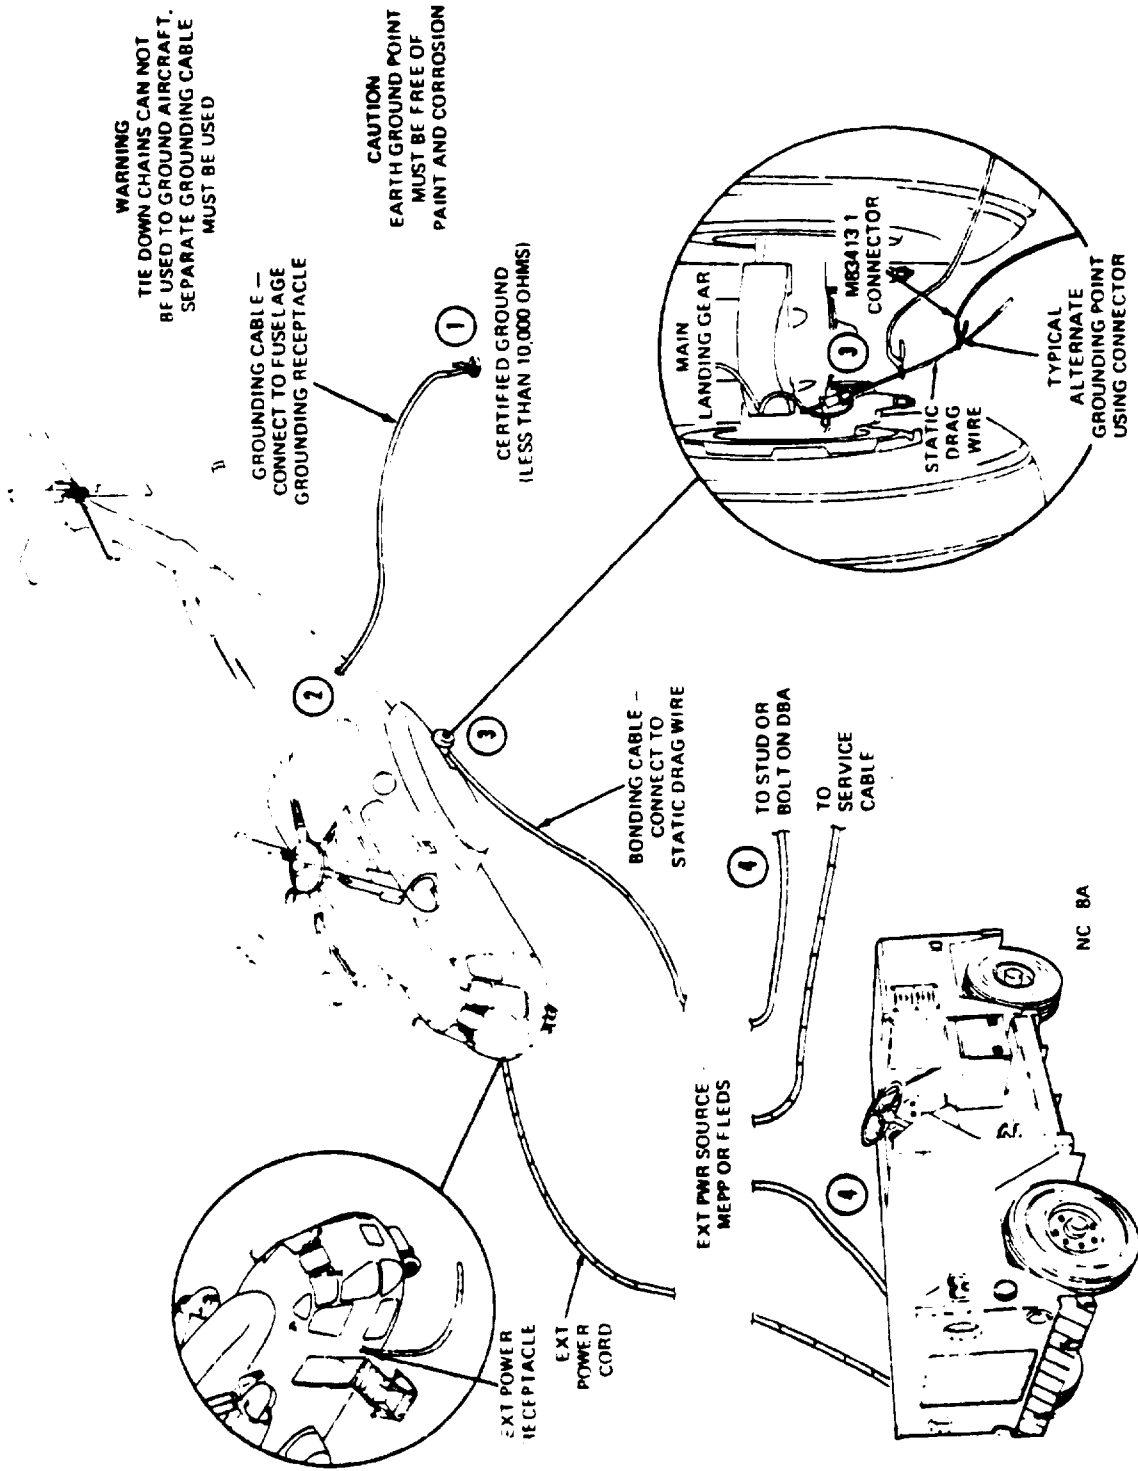 WARNING
TIE DOWN CHAINS CAN NOT
BE USED TO GROUND AIRCRAFT.
SEPARATE GROUNDING CABLE
MUST BE USED
GROUNDING CABLE –
CONNECT TO FUSELAGE
GROUNDING RECEPTACLE
CAUTION
EARTH GROUND POINT
MUST BE FREE OF
PAINT AND CORROSION
1
CERTIFIED GROUND
(LESS THAN 10,000 OHMS)
2
3
MAIN
LANDING GEAR
M83413 1
CONNECTOR
3
STATIC
DRAG
WIRE
TYPICAL
ALTERNATE
GROUNDING POINT
USING CONNECTOR
BONDING CABLE –
CONNECT TO
STATIC DRAG WIRE
4
TO STUD OR
BOLT ON DBA
TO
SERVICE
CABLE
EXT POWER
RECEPTACLE
EXT
POWER
CORD
EXT PWR SOURCE
MEPP OR FLEDS
4
NC 8A